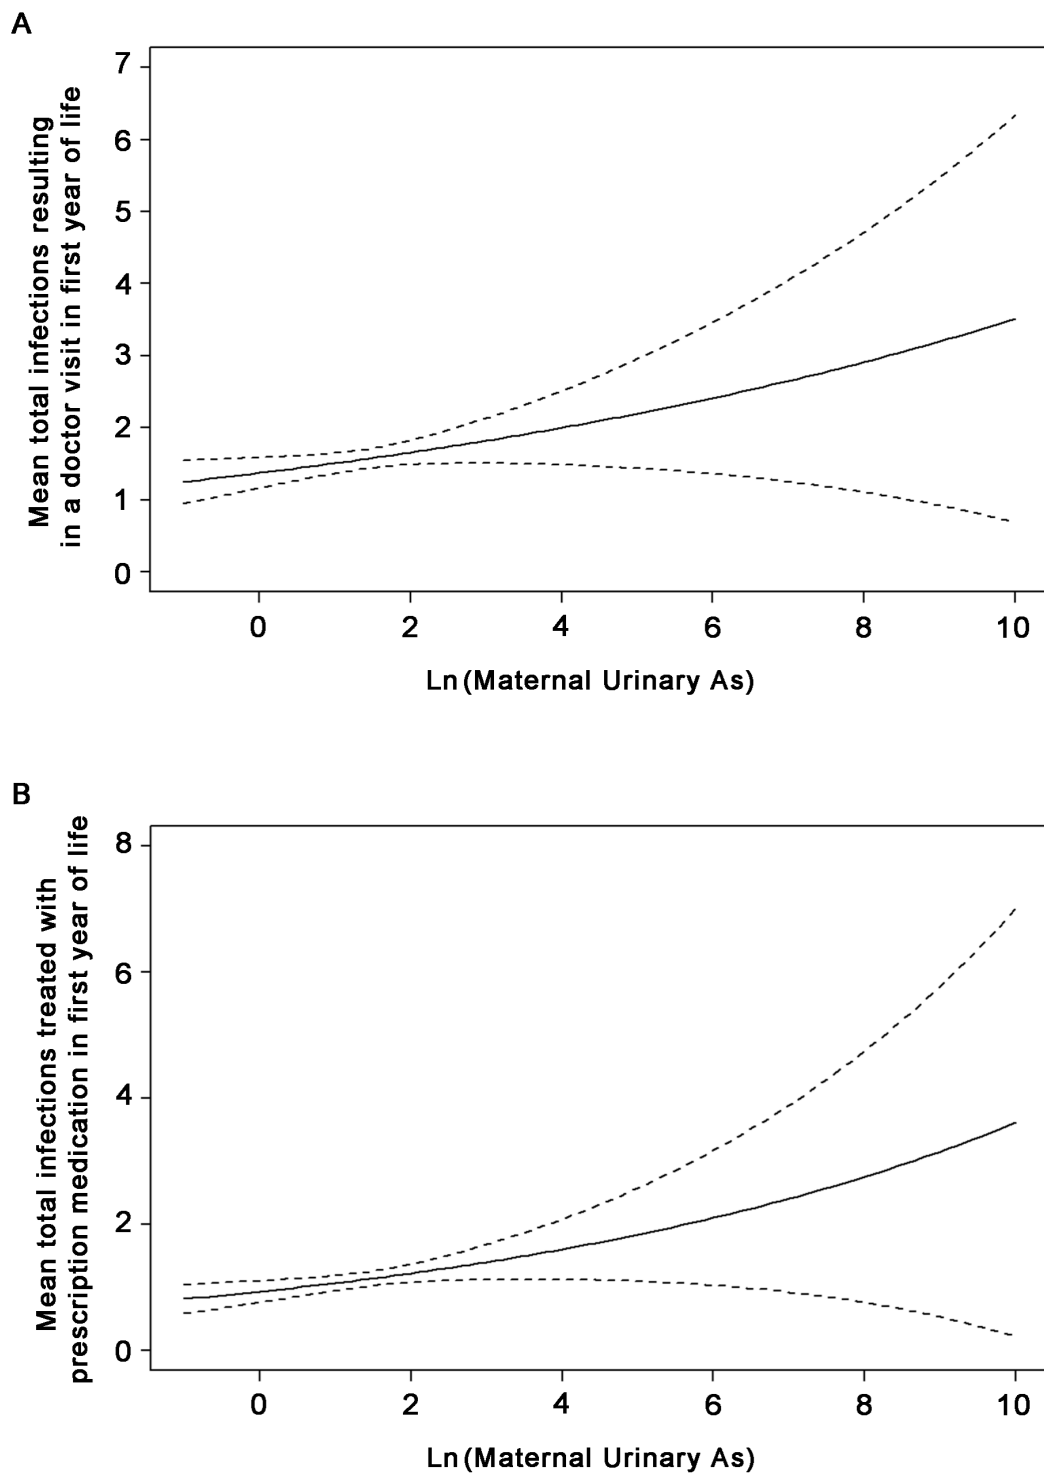 A
Mean total infections resulting
in a doctor visit in first year of life
7
6
5
4
3
2
1
0
0 2 4 6 8 10
Ln(Maternal Urinary As)
B
Mean total infections treated with
prescription medication in first year of life
8
6
4
2
0
0 2 4 6 8 10
Ln(Maternal Urinary As)